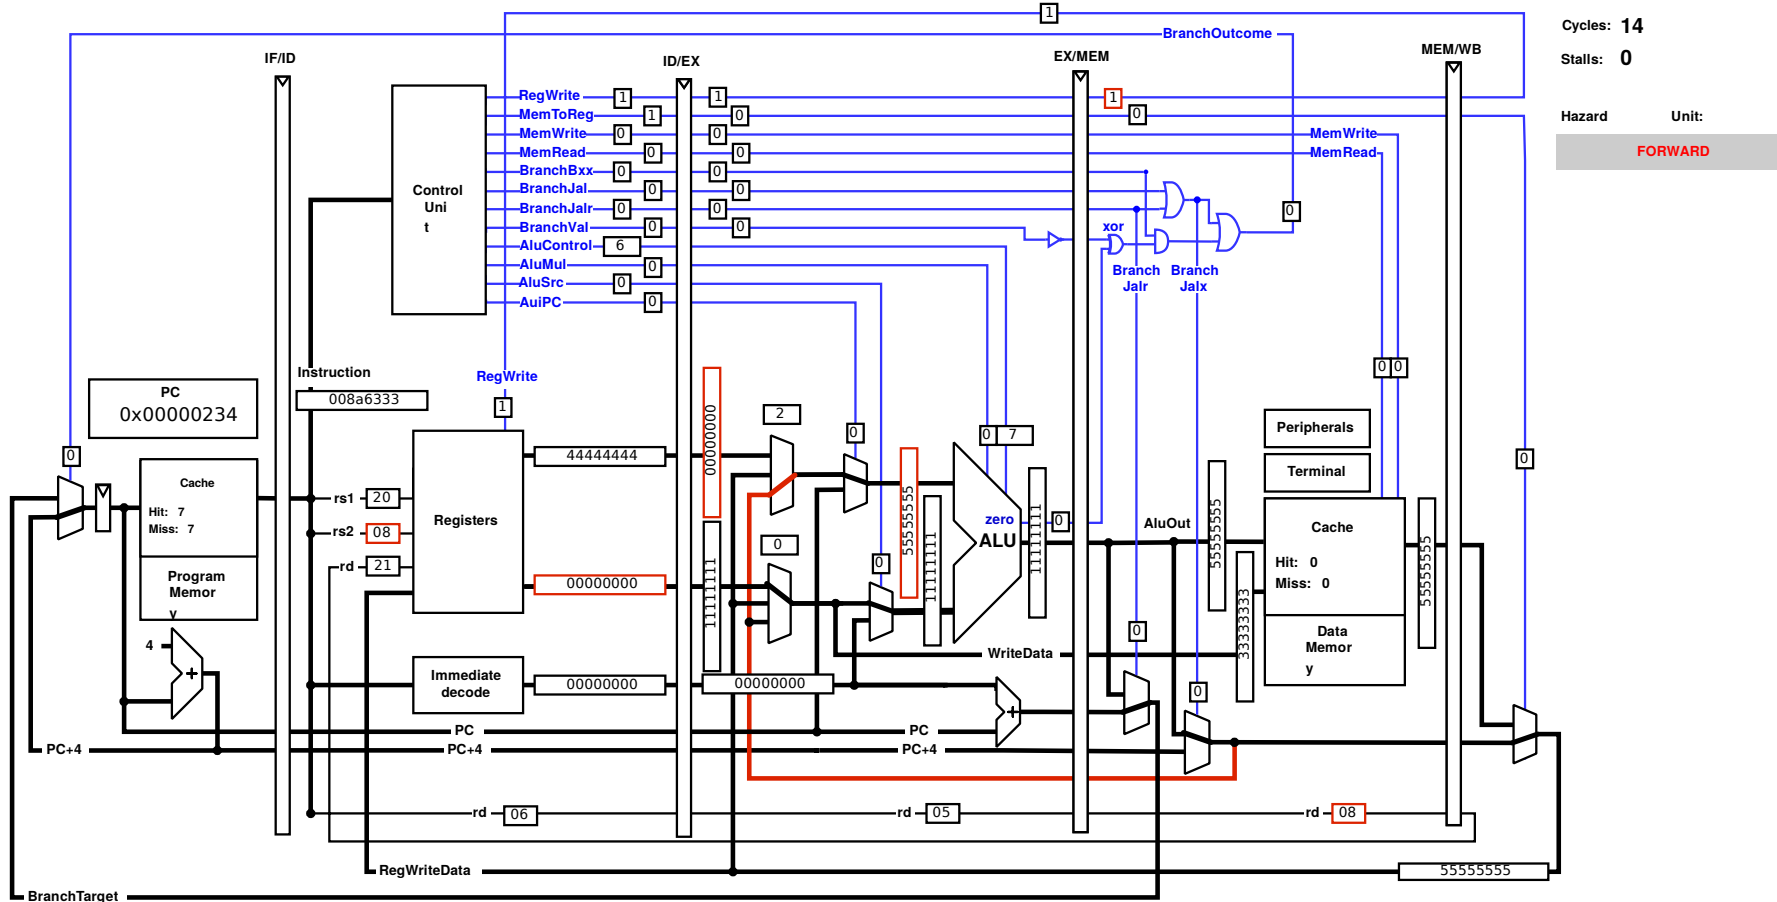 1
BranchOutcome
Cycles: 14
Stalls: 0
Hazard Unit:
FORWARD
IF/ID
ID/EX
EX/MEM
MEM/WB
Control
Uni
t
RegWrite 1 1 1
MemToReg 1 0 0
MemWrite 0 0 MemWrite
MemRead 0 0 MemRead
BranchBxx 0 0
BranchJal 0 0
BranchJalr 0 0
BranchVal 0 0
AluControl 6
AluMul 0
AluSrc 0
AuiPC 0
xor
0
Branch
Jalr
Branch
Jalx
0 0
PC
0x00000234
Instruction
008a6333
RegWrite
1
0
Cache
Hit: 7
Miss: 7
Program
Memor
y
4
+
rs1 20
rs2 08
rd 21
Registers
44444444
00000000
Immediate
decode
00000000
00000000
11111111
00000000
2
0
0
0
55555555
11111111
0 7
zero
ALU
0
11111111
AluOut
55555555
33333333
Peripherals
Terminal
Cache
Hit: 0
Miss: 0
Data
Memor
y
55555555
0
WriteData
0
0
+
PC PC
PC+4 PC+4 PC+4
rd 06 rd 05 rd 08
RegWriteData 55555555
BranchTarget